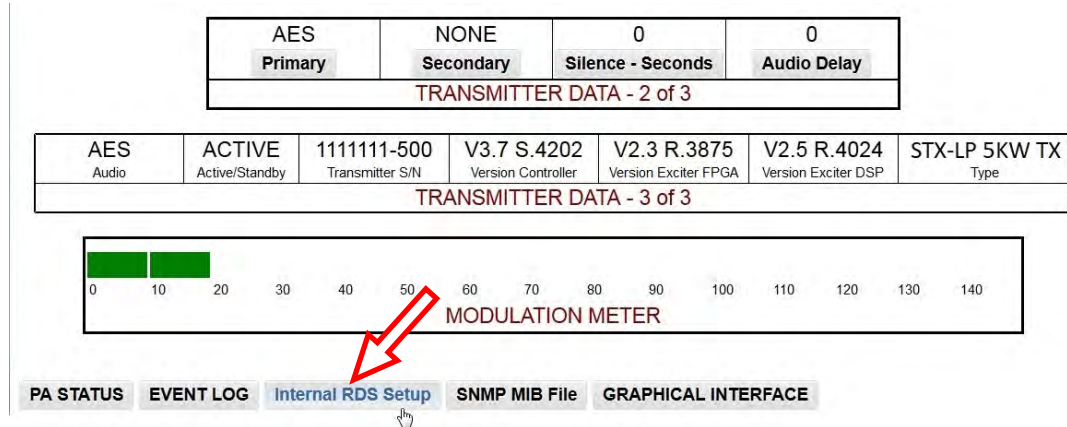 AES NONE 0 0
Primary Secondary Silence - Seconds Audio Delay
TRANSMITTER DATA - 2 of 3
AES ACTIVE 1111111-500 V3.7 S.4202 V2.3 R.3875 V2.5 R.4024 STX-LP 5KW TX
Audio Active/Standby Transmitter S/N Version Controller Version Exciter FPGA Version Exciter DSP Type
TRANSMITTER DATA - 3 of 3
0 10 20 30 40 50 60 70 80 90 100 110 120 130 140
MODULATION METER
PA STATUS EVENT LOG Internal RDS Setup SNMP MIB File GRAPHICAL INTERFACE